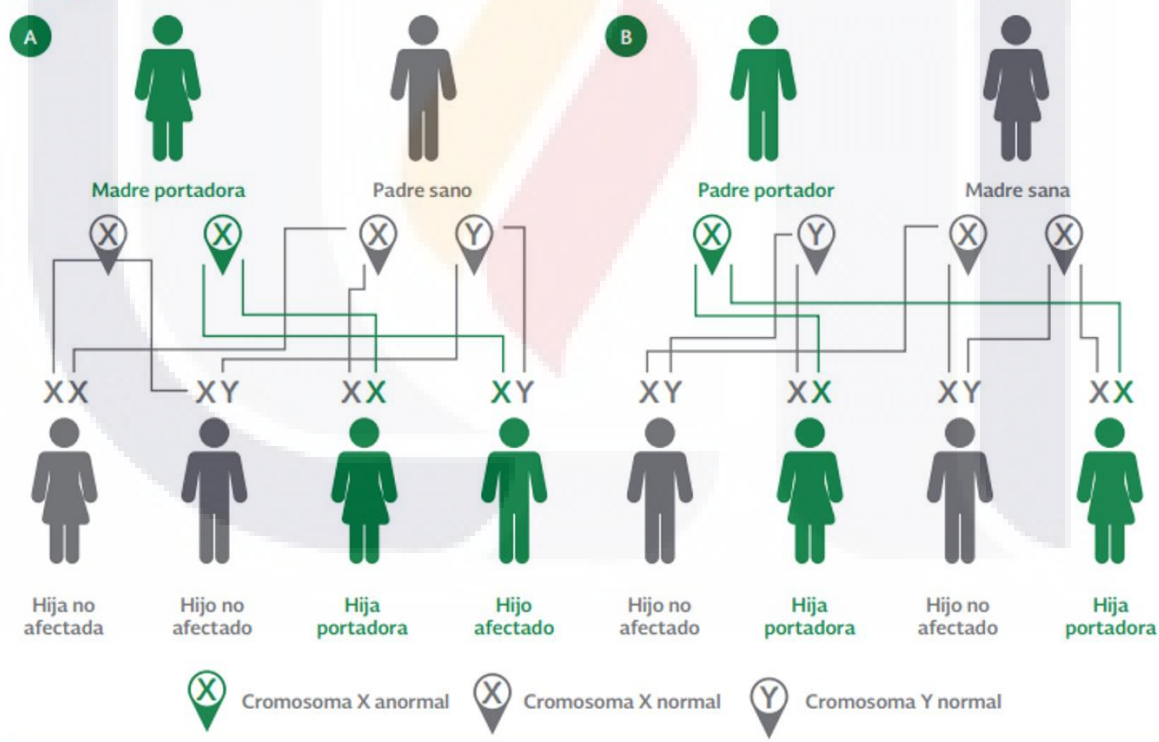 A
B
Madre portadora
Padre sano
Padre portador
Madre sana
X
X
X
Y
X
Y
X
X
XX
XY
XX
XY
XY
XX
XY
XX
Hija no
afectada
Hijo no
afectado
Hija
portadora
Hijo
afectado
Hijo no
afectado
Hija
portadora
Hijo no
afectado
Hija
portadora
X
Cromosoma X anormal
X
Cromosoma X normal
Y
Cromosoma Y normal